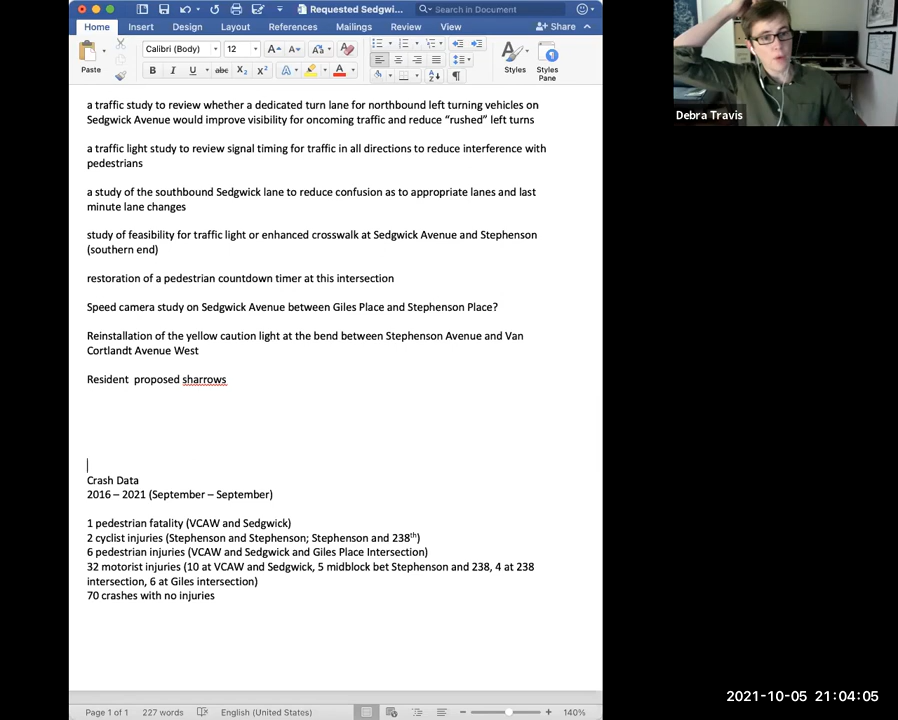 Requested Sedgwi...
Search in Document
Home Insert Design Layout References Mailings Review View Share
Paste
Calibri (Body) 12
B I U abc X₂ X² A A
Styles
Styles Pane
a traffic study to review whether a dedicated turn lane for northbound left turning vehicles on
Sedgwick Avenue would improve visibility for oncoming traffic and reduce “rushed” left turns
a traffic light study to review signal timing for traffic in all directions to reduce interference with
pedestrians
a study of the southbound Sedgwick lane to reduce confusion as to appropriate lanes and last
minute lane changes
study of feasibility for traffic light or enhanced crosswalk at Sedgwick Avenue and Stephenson
(southern end)
restoration of a pedestrian countdown timer at this intersection
Speed camera study on Sedgwick Avenue between Giles Place and Stephenson Place?
Reinstallation of the yellow caution light at the bend between Stephenson Avenue and Van
Cortlandt Avenue West
Resident  proposed sharrows
Crash Data
2016 – 2021 (September – September)
1 pedestrian fatality (VCAW and Sedgwick)
2 cyclist injuries (Stephenson and Stephenson; Stephenson and 238th)
6 pedestrian injuries (VCAW and Sedgwick and Giles Place Intersection)
32 motorist injuries (10 at VCAW and Sedgwick, 5 midblock bet Stephenson and 238, 4 at 238
intersection, 6 at Giles intersection)
70 crashes with no injuries
Page 1 of 1 227 words English (United States) 140%
Debra Travis
2021-10-05 21:04:05